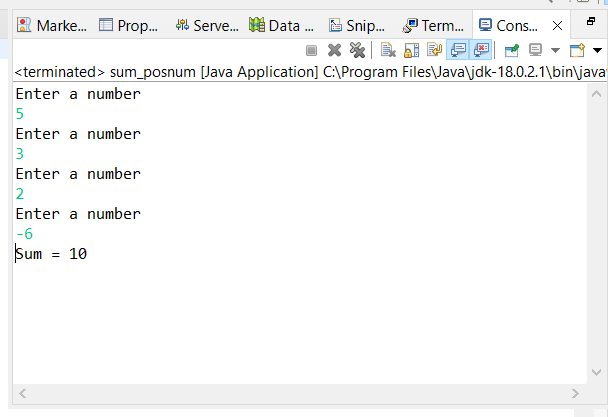 Marke... Prop... Serve... Data ... Snip... Term... Cons...
<terminated> sum_posnum [Java Application] C:\Program Files\Java\jdk-18.0.2.1\bin\java
Enter a number
5
Enter a number
3
Enter a number
2
Enter a number
-6
Sum = 10